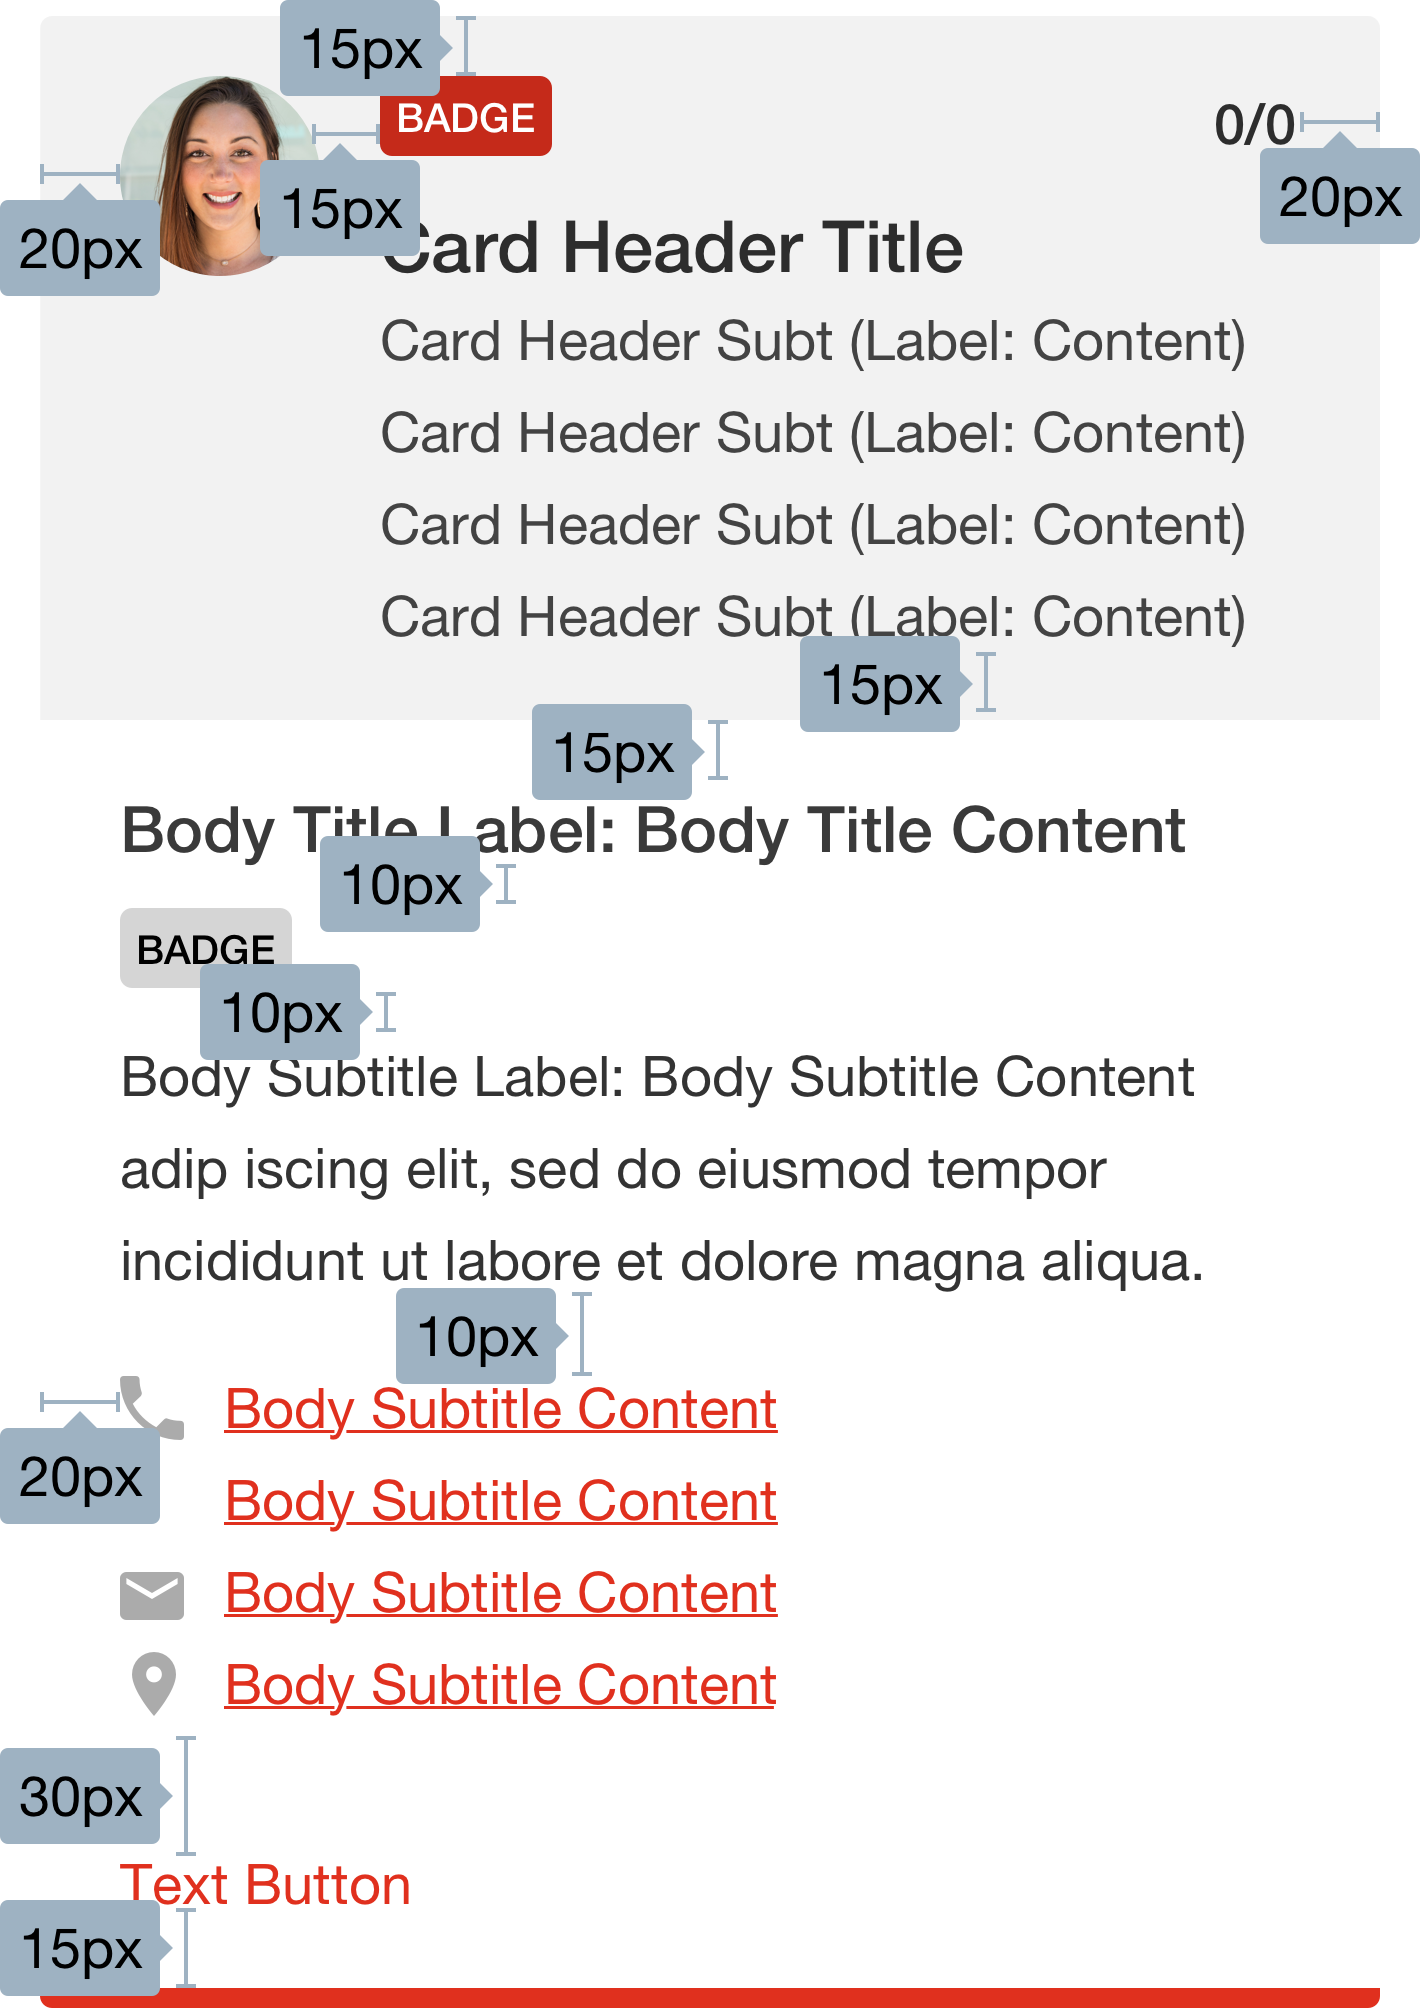 15px
BADGE
0/0
15px
20px
20px
Card Header Title
Card Header Subt (Label: Content)
Card Header Subt (Label: Content)
Card Header Subt (Label: Content)
Card Header Subt (Label: Content)
15px
15px
Body Title Label: Body Title Content
10px
BADGE
10px
Body Subtitle Label: Body Subtitle Content
adip iscing elit, sed do eiusmod tempor
incididunt ut labore et dolore magna aliqua.
10px
Body Subtitle Content
20px
Body Subtitle Content
Body Subtitle Content
Body Subtitle Content
30px
Text Button
15px